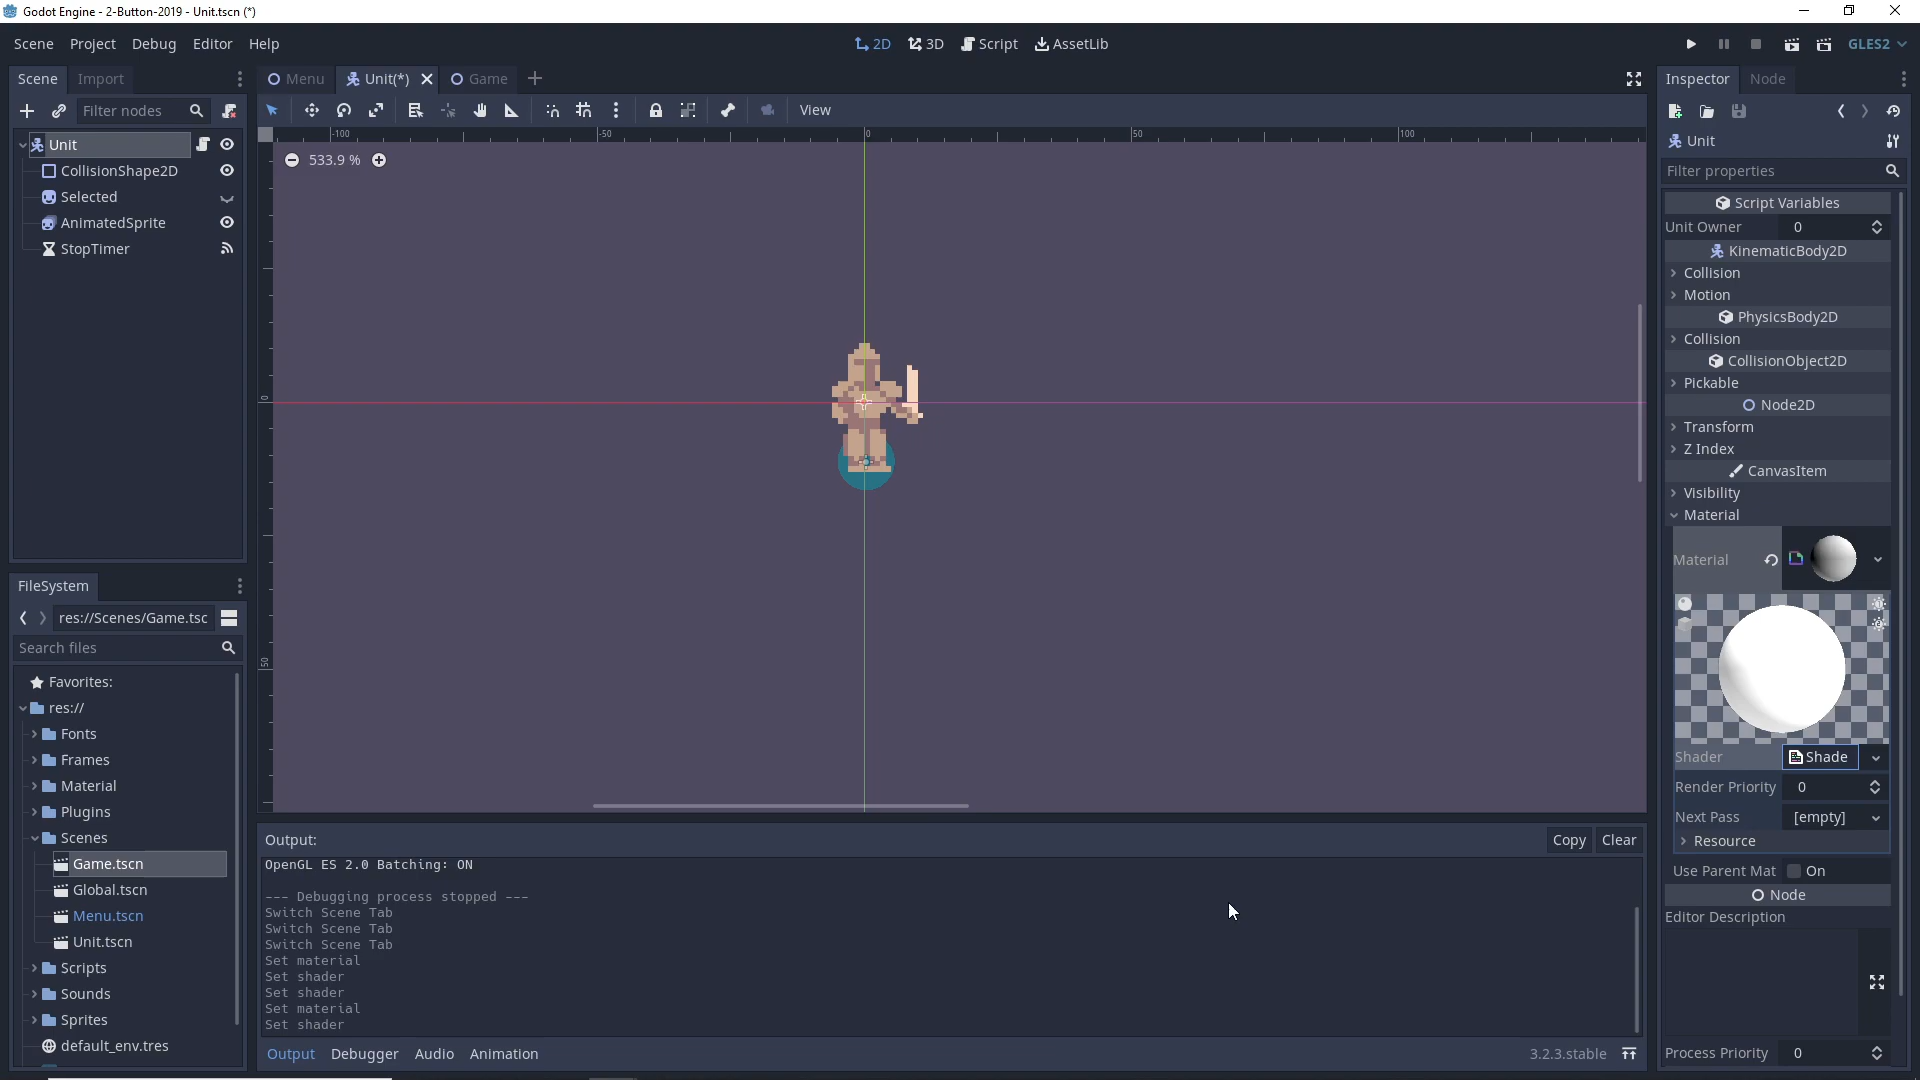 Godot Engine - 2-Button-2019 - Unit.tscn (*)
Scene Project Debug Editor Help
2D 3D Script AssetLib
GLES2
Scene Import
Menu Unit(*) Game
Inspector Node
Filter nodes
View
Unit
CollisionShape2D
Selected
AnimatedSprite
StopTimer
-100 -50 0 50 100
533.9 %
0
50
FileSystem
res://Scenes/Game.tsc
Search files
Favorites:
res://
Fonts
Frames
Material
Plugins
Scenes
Game.tscn
Global.tscn
Menu.tscn
Unit.tscn
Scripts
Sounds
Sprites
default_env.tres
Output:
Copy Clear
OpenGL ES 2.0 Batching: ON
--- Debugging process stopped ---
Switch Scene Tab
Switch Scene Tab
Switch Scene Tab
Set material
Set shader
Set shader
Set material
Set shader
Output Debugger Audio Animation
3.2.3.stable
Unit
Filter properties
Script Variables
Unit Owner 0
KinematicBody2D
Collision
Motion
PhysicsBody2D
Collision
CollisionObject2D
Pickable
Node2D
Transform
Z Index
CanvasItem
Visibility
Material
Material
Shader Shade
Render Priority 0
Next Pass [empty]
Resource
Use Parent Mat On
Node
Editor Description
Process Priority 0